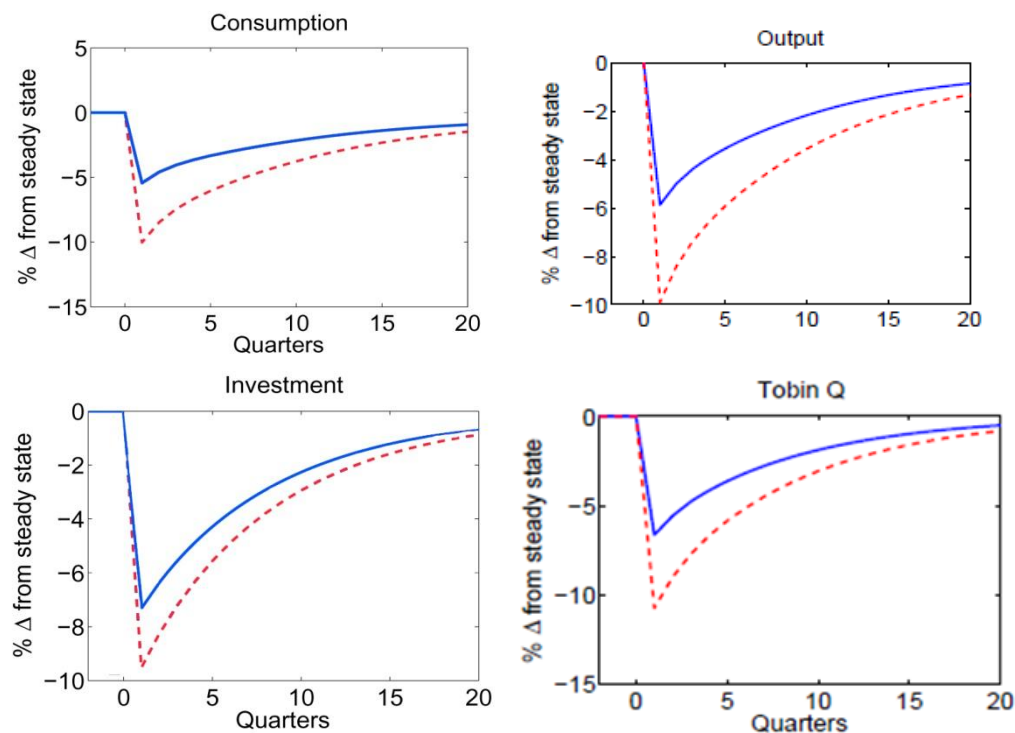 Consumption
5
0
−5
−10
−15
% Δ from steady state
0 5 10 15 20
Quarters
Output
0
−2
−4
−6
−8
−10
% Δ from steady state
0 5 10 15 20
Investment
0
−2
−4
−6
−8
−10
% Δ from steady state
0 5 10 15 20
Quarters
Tobin Q
0
−5
−10
−15
% Δ from steady state
0 5 10 15 20
Quarters